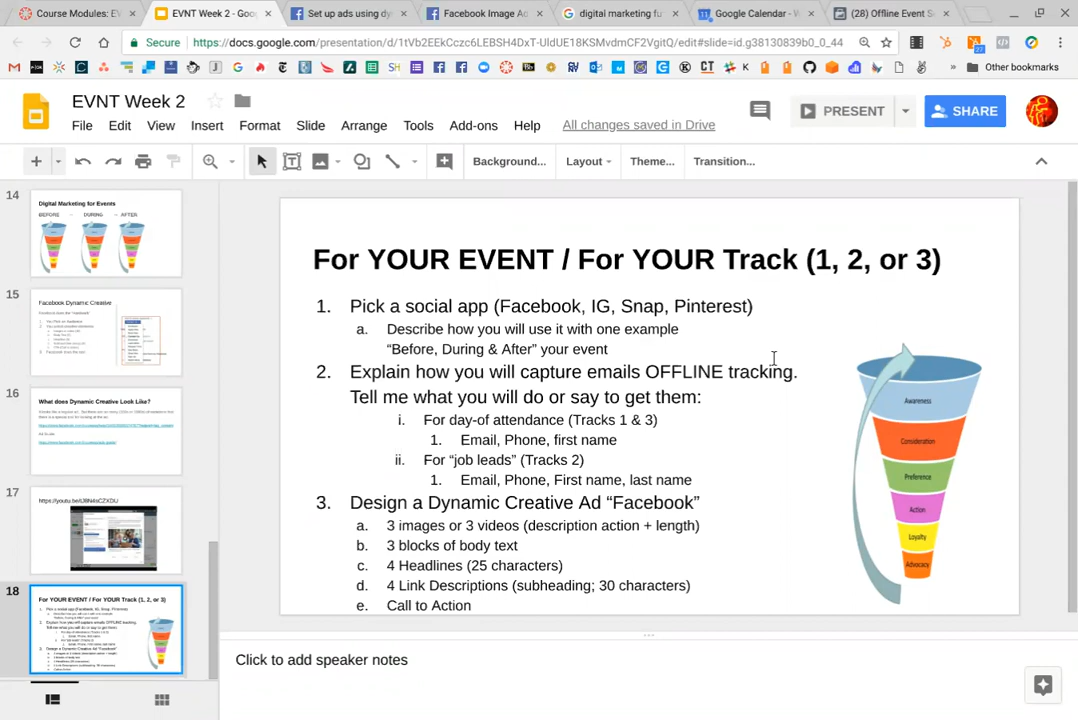 Course Modules: EV
EVNT Week 2 - Goo
Set up ads using dy
Facebook Image Ad
digital marketing fu
Google Calendar - W
(28) Offline Event Se
Secure
https://docs.google.com/presentation/d/1tVb2EEkCczc6LEBSH4DxT-UldUE18KSMvdmCF2VgitQ/edit#slide=id.g38130839b0_0_44
Other bookmarks
EVNT Week 2
File Edit View Insert Format Slide Arrange Tools Add-ons Help All changes saved in Drive
PRESENT
SHARE
Background... Layout Theme... Transition...
14
Digital Marketing for Events
BEFORE - DURING - AFTER
15
Facebook Dynamic Creative
16
What does Dynamic Creative Look Like?
17
18
For YOUR EVENT / For YOUR Track (1, 2, or 3)
For YOUR EVENT / For YOUR Track (1, 2, or 3)
1. Pick a social app (Facebook, IG, Snap, Pinterest)
a. Describe how you will use it with one example
“Before, During & After” your event
2. Explain how you will capture emails OFFLINE tracking.
Tell me what you will do or say to get them:
i. For day-of attendance (Tracks 1 & 3)
1. Email, Phone, first name
ii. For “job leads” (Tracks 2)
1. Email, Phone, First name, last name
3. Design a Dynamic Creative Ad “Facebook”
a. 3 images or 3 videos (description action + length)
b. 3 blocks of body text
c. 4 Headlines (25 characters)
d. 4 Link Descriptions (subheading; 30 characters)
e. Call to Action
Awareness
Consideration
Preference
Action
Loyalty
Advocacy
Click to add speaker notes